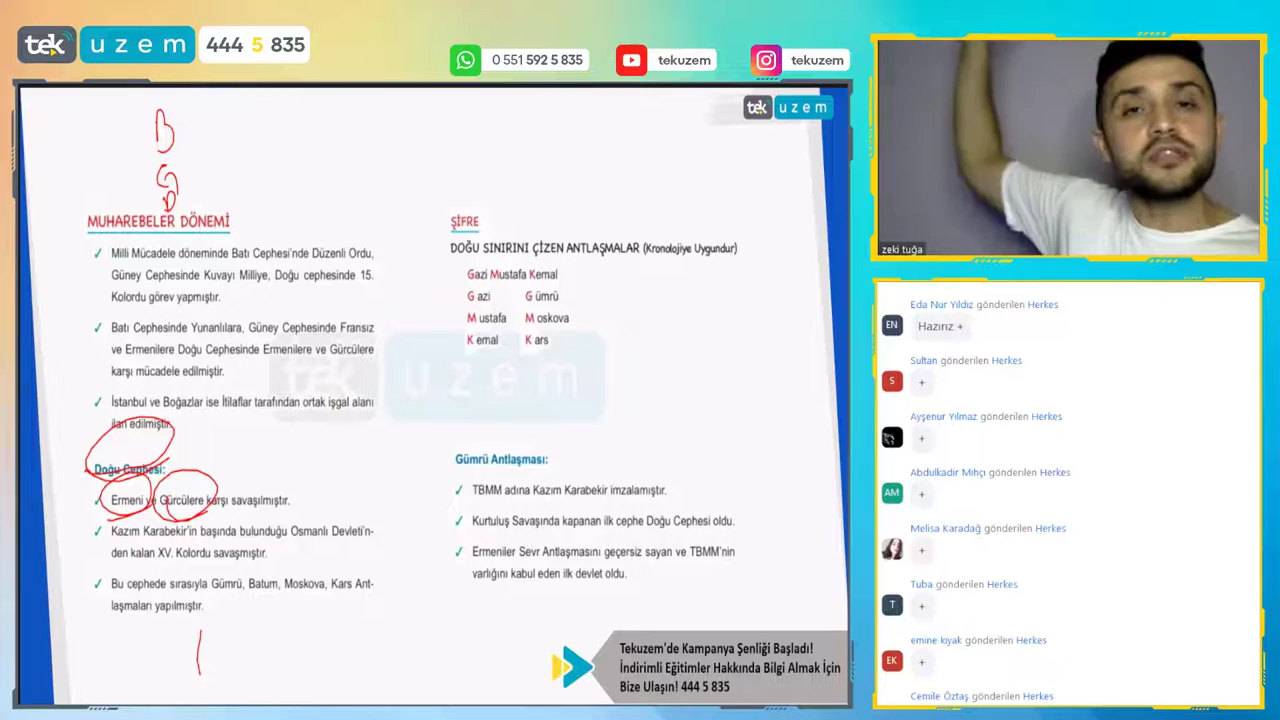 tek uzem 444 5 835
0 551 592 5 835
tekuzem
tekuzem
tek uzem
B
G
D
MUHAREBELER DÖNEMİ
✓ Milli Mücadele döneminde Batı Cephesi'nde Düzenli Ordu,
Güney Cephesinde Kuvayı Milliye, Doğu cephesinde 15.
Kolordu görev yapmıştır.
✓ Batı Cephesinde Yunanlılara, Güney Cephesinde Fransız
ve Ermenilere Doğu Cephesinde Ermenilere ve Gürcülere
karşı mücadele edilmiştir.
✓ İstanbul ve Boğazlar ise İtilaflar tarafından ortak işgal alanı
ilan edilmiştir.
Doğu Cephesi:
✓ Ermeni ve Gürcülere karşı savaşılmıştır.
✓ Kazım Karabekir'in başında bulunduğu Osmanlı Devleti'n-
den kalan XV. Kolordu savaşmıştır.
✓ Bu cephede sırasıyla Gümrü, Batum, Moskova, Kars Ant-
laşmaları yapılmıştır.
ŞİFRE
DOĞU SINIRINI ÇİZEN ANTLAŞMALAR (Kronolojiye Uygundur)
Gazi Mustafa Kemal
G azi G ümrü
M ustafa M oskova
K emal K ars
tek uzem
Gümrü Antlaşması:
✓ TBMM adına Kazım Karabekir imzalamıştır.
✓ Kurtuluş Savaşında kapanan ilk cephe Doğu Cephesi oldu.
✓ Ermeniler Sevr Antlaşmasını geçersiz sayan ve TBMM'nin
varlığını kabul eden ilk devlet oldu.
Tekuzem'de Kampanya Şenliği Başladı!
İndirimli Eğitimler Hakkında Bilgi Almak İçin
Bize Ulaşın! 444 5 835
zeki tuğa
Eda Nur Yıldız gönderilen Herkes
EN Hazırız +
Sultan gönderilen Herkes
S +
Ayşenur Yılmaz gönderilen Herkes
+
Abdulkadir Mıhçı gönderilen Herkes
AM +
Melisa Karadağ gönderilen Herkes
+
Tuba gönderilen Herkes
T +
emine kıyak gönderilen Herkes
EK +
Cemile Öztaş gönderilen Herkes